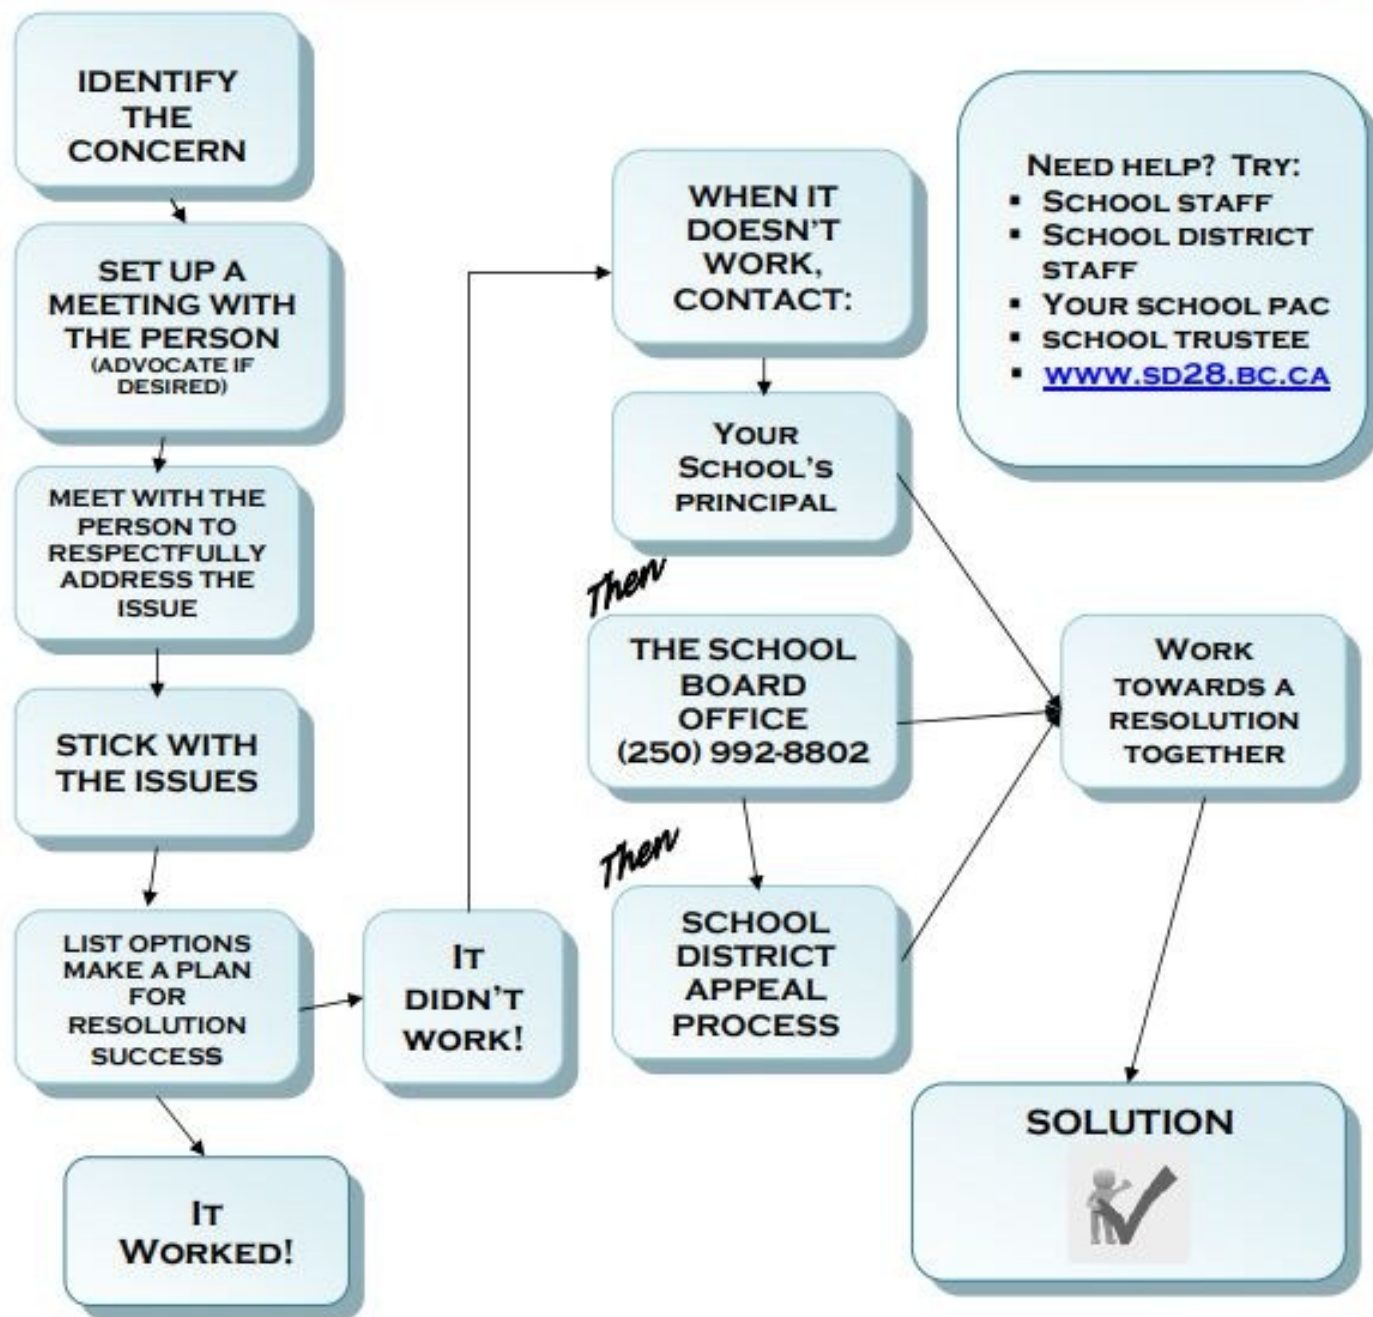 IDENTIFY
THE
CONCERN
SET UP A
MEETING WITH
THE PERSON
(ADVOCATE IF
DESIRED)
MEET WITH THE
PERSON TO
RESPECTFULLY
ADDRESS THE
ISSUE
STICK WITH
THE ISSUES
LIST OPTIONS
MAKE A PLAN
FOR
RESOLUTION
SUCCESS
IT
WORKED!
IT
DIDN'T
WORK!
WHEN IT
DOESN'T
WORK,
CONTACT:
YOUR
SCHOOL'S
PRINCIPAL
Then
THE SCHOOL
BOARD
OFFICE
(250) 992-8802
Then
SCHOOL
DISTRICT
APPEAL
PROCESS
NEED HELP? TRY:
▪ SCHOOL STAFF
▪ SCHOOL DISTRICT
STAFF
▪ YOUR SCHOOL PAC
▪ SCHOOL TRUSTEE
▪ WWW.SD28.BC.CA
WORK
TOWARDS A
RESOLUTION
TOGETHER
SOLUTION